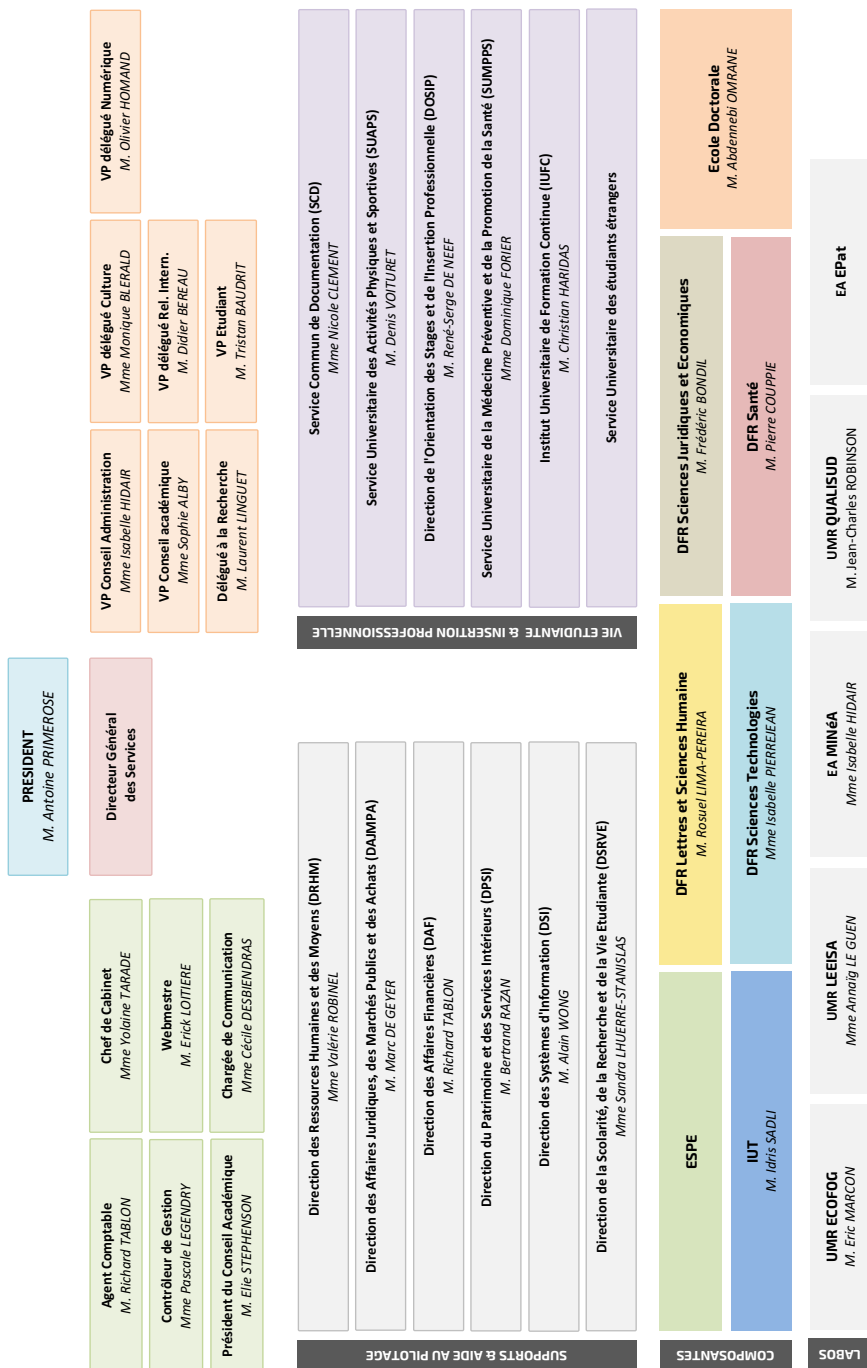 PRESIDENT
M. Antoine PRIMEROSE
Agent Comptable
M. Richard TABLON
Chef de Cabinet
Mme Yolaine TARADE
Directeur Général
des Services
VP Conseil Administration
Mme Isabelle HIDAIR
VP délégué Culture
Mme Monique BLERALD
VP délégué Numérique
M. Olivier HOMAND
Contrôleur de Gestion
Mme Pascale LEGENDRY
Webmestre
M. Erick LOITIERE
VP Conseil académique
Mme Sophie ALBY
VP délégué Rel. Intern.
M. Didier BEREAU
Président du Conseil Académique
M. Elie STEPHENSON
Chargée de Communication
Mme Cécile DESBIENDRAS
Délégué à la Recherche
M. Laurent LINGUET
VP Etudiant
M. Tristan BAUDRIT
SUPPORTS & AIDE AU PILOTAGE
Direction des Ressources Humaines et des Moyens (DRHM)
Mme Valérie ROBINEL
Direction des Affaires Juridiques, des Marchés Publics et des Achats (DAJMPA)
M. Marc DE GEYER
Direction des Affaires Financières (DAF)
M. Richard TABLON
Direction du Patrimoine et des Services Intérieurs (DPSI)
M. Bertrand RAZAN
Direction des Systèmes d'Information (DSI)
M. Alain WONG
Direction de la Scolarité, de la Recherche et de la Vie Etudiante (DSRVE)
Mme Sandra LHUERRE-STANISLAS
VIE ETUDIANTE & INSERTION PROFESSIONNELLE
Service Commun de Documentation (SCD)
Mme Nicole CLEMENT
Service Universitaire des Activités Physiques et Sportives (SUAPS)
M. Denis VOITURET
Direction de l'Orientation des Stages et de l'Insertion Professionnelle (DOSIP)
M. René-Serge DE NEEF
Service Universitaire de la Médecine Préventive et de la Promotion de la Santé (SUMPPS)
Mme Dominique FORIER
Institut Universitaire de Formation Continue (IUFC)
M. Christian HARIDAS
Service Universitaire des étudiants étrangers
COMPOSANTES
ESPE
DFR Lettres et Sciences Humaine
M. Rosuel LIMA-PEREIRA
DFR Sciences Juridiques et Economiques
M. Frédéric BONDIL
Ecole Doctorale
M. Abdennebi OMRANE
IUT
M. Idris SADLI
DFR Sciences Technologies
Mme Isabelle PIERREJEAN
DFR Santé
M. Pierre COUPPIE
LABOS
UMR ECOFOG
M. Eric MARCON
UMR LEEISA
Mme Annaïg LE GUEN
EA MINéA
Mme Isabelle HIDAIR
UMR QUALISUD
M. Jean-Charles ROBINSON
EA EPat